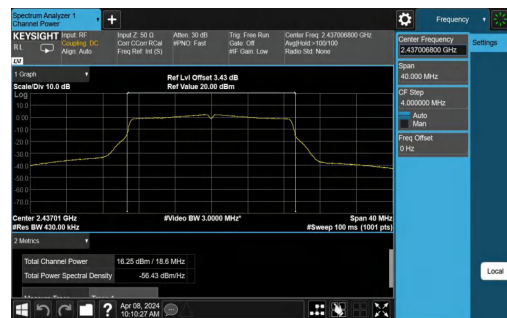 Spectrum Analyzer 1
Channel Power
Frequency
KEYSIGHT
RL
LXI
Input: RF
Coupling: DC
Align: Auto
Input Z: 50 Ω
Corr CCorr RCal
Freq Ref: Int (S)
Atten: 30 dB
#PNO: Fast
Trig: Free Run
Gate: Off
#IF Gain: Low
Center Freq: 2.437006800 GHz
Avg|Hold:>100/100
Radio Std: None
Center Frequency
2.437006800 GHz
Settings
Span
40.000 MHz
CF Step
4.000000 MHz
Auto
Man
Freq Offset
0 Hz
Local
1 Graph
Scale/Div 10.0 dB
Ref Lvl Offset 3.43 dB
Ref Value 20.00 dBm
Log
10.0
0.00
-10.0
-20.0
-30.0
-40.0
-50.0
-60.0
-70.0
Center 2.43701 GHz
#Res BW 430.00 kHz
#Video BW 3.0000 MHz*
Span 40 MHz
#Sweep 100 ms (1001 pts)
2 Metrics
Total Channel Power 16.25 dBm / 18.6 MHz
Total Power Spectral Density -56.43 dBm/Hz
?
Apr 08, 2024
10:10:27 AM